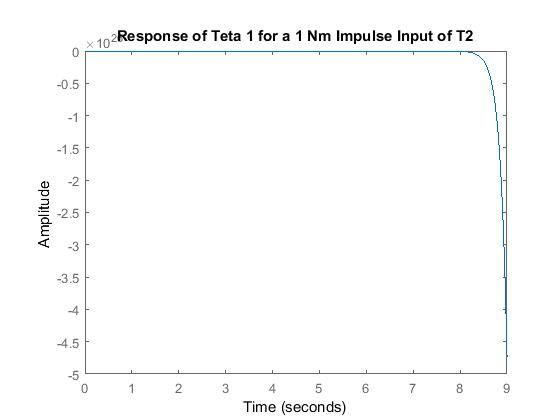 Response of Teta 1 for a 1 Nm Impulse Input of T2
0
-0.5
-1
-1.5
-2
-2.5
-3
-3.5
-4
-4.5
-5
Amplitude
0 1 2 3 4 5 6 7 8 9
Time (seconds)